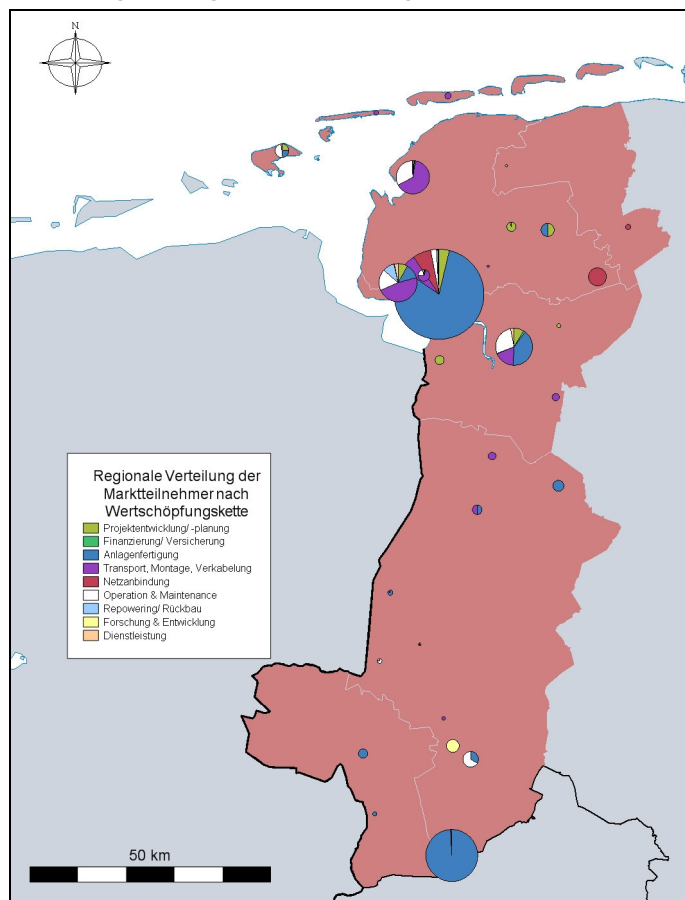 N
Regionale Verteilung der
Marktteilnehmer nach
Wertschöpfungskette
Projektentwicklung/ -planung
Finanzierung/ Versicherung
Anlagenfertigung
Transport, Montage, Verkabelung
Netzanbindung
Operation & Maintenance
Repowering/ Rückbau
Forschung & Entwicklung
Dienstleistung
50 km